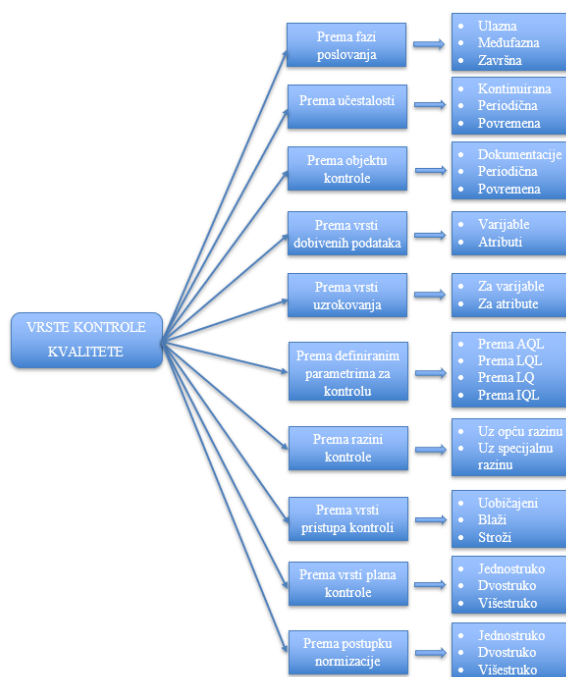 VRSTE KONTROLE
KVALITETE
Prema fazi
poslovanja
• Ulazna
• Međufazna
• Završna
Prema učestalosti
• Kontinuirana
• Periodična
• Povremena
Prema objektu
kontrole
• Dokumentacije
• Periodična
• Povremena
Prema vrsti
dobivenih podataka
• Varijable
• Atributi
Prema vrsti
uzrokovanja
• Za varijable
• Za atribute
Prema definiranim
parametrima za
kontrolu
• Prema AQL
• Prema LQL
• Prema LQ
• Prema IQL
Prema razini
kontrole
• Uz opću razinu
• Uz specijalnu
razinu
Prema vrsti
pristupa kontroli
• Uobičajeni
• Blaži
• Stroži
Prema vrsti plana
kontrole
• Jednostruko
• Dvostruko
• Višestruko
Prema postupku
normizacije
• Jednostruko
• Dvostruko
• Višestruko